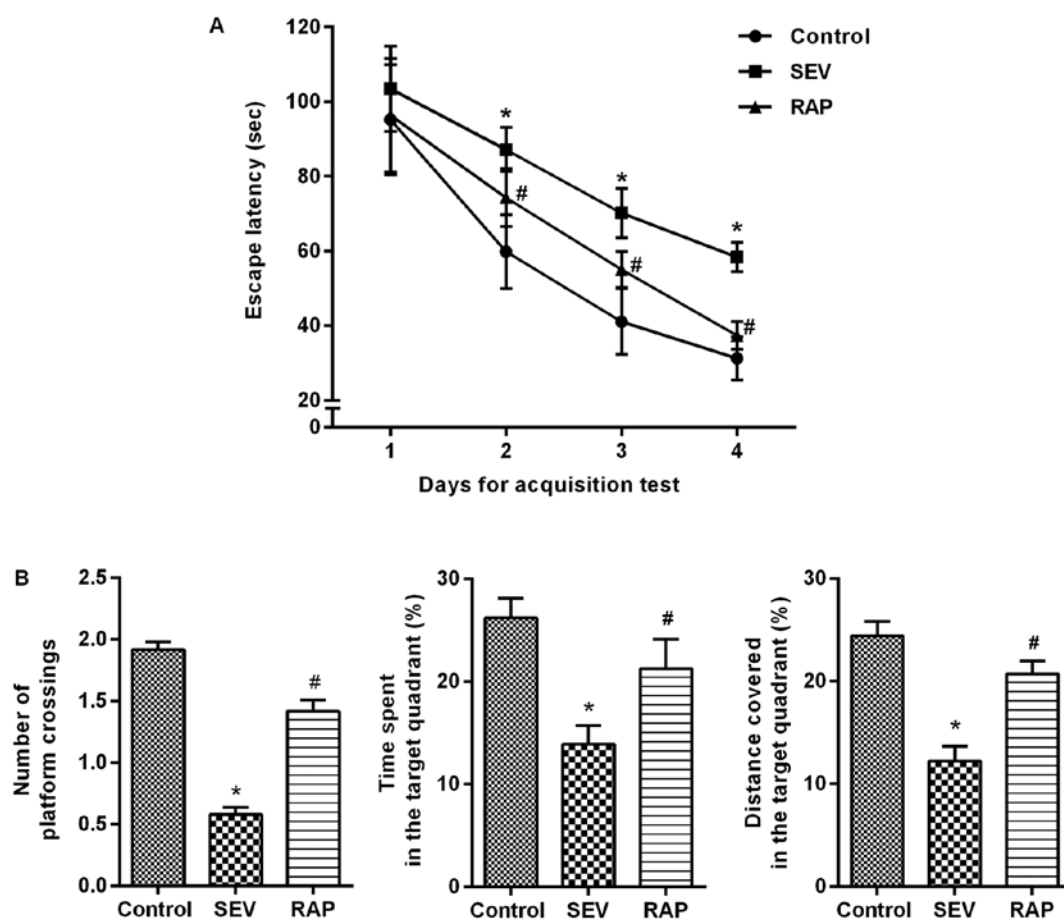 A
120
100
80
60
40
20
0
Escape latency (sec)
Control
SEV
RAP
*
*
*
#
#
#
1 2 3 4
Days for acquisition test
B
2.5
2.0
1.5
1.0
0.5
0.0
Number of
platform crossings
*
#
Control SEV RAP
30
20
10
0
Time spent
in the target quadrant (%)
*
#
Control SEV RAP
30
20
10
0
Distance covered
in the target quadrant (%)
*
#
Control SEV RAP